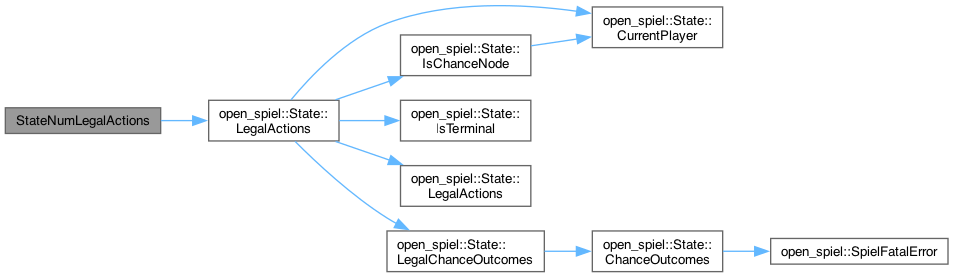 StateNumLegalActions
open_spiel::State::
LegalActions
open_spiel::State::
CurrentPlayer
open_spiel::State::
IsChanceNode
open_spiel::State::
IsTerminal
open_spiel::State::
LegalActions
open_spiel::State::
LegalChanceOutcomes
open_spiel::State::
ChanceOutcomes
open_spiel::SpielFatalError